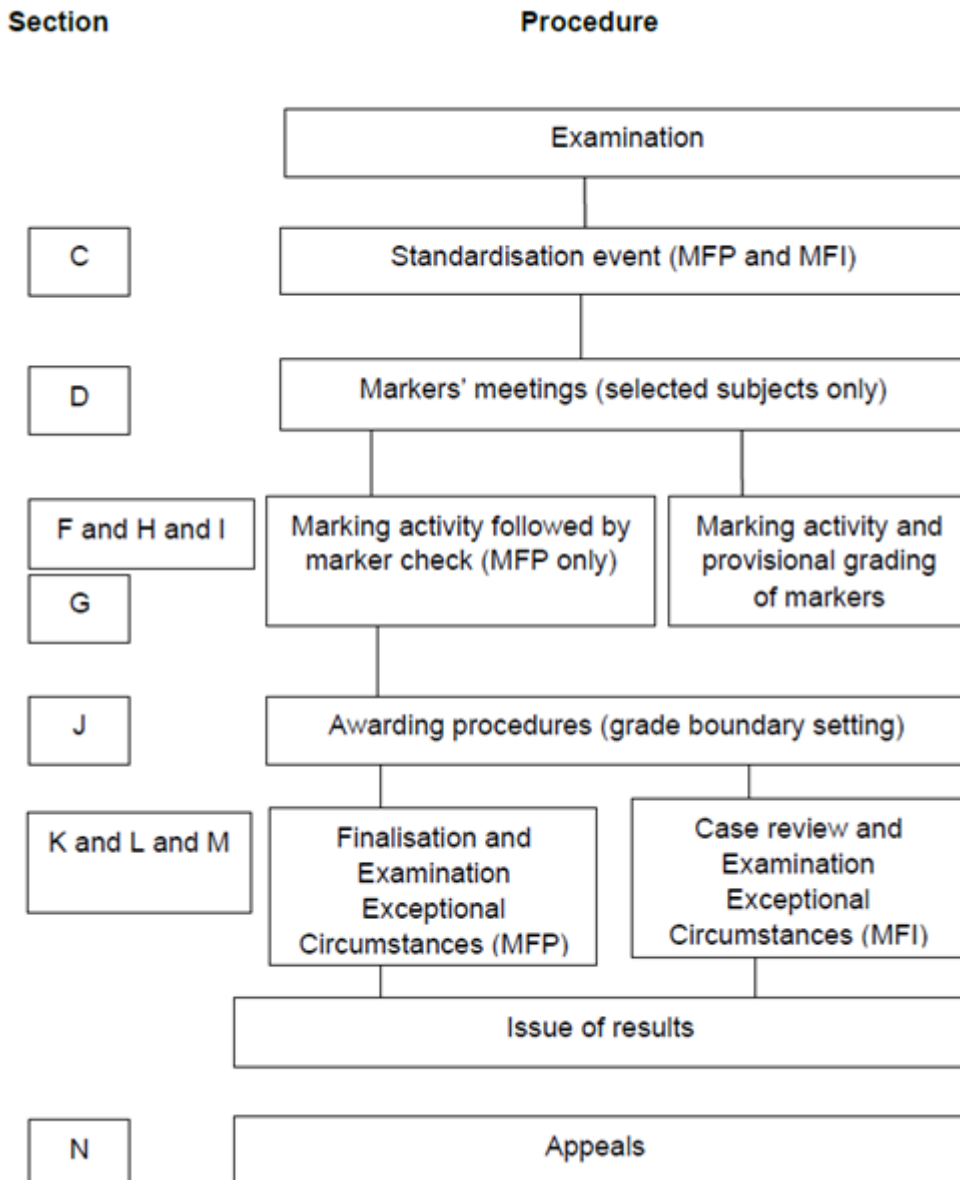 Section Procedure
Examination
C Standardisation event (MFP and MFI)
D Markers' meetings (selected subjects only)
F and H and I
G
Marking activity followed by
marker check (MFP only)
Marking activity and
provisional grading
of markers
J Awarding procedures (grade boundary setting)
K and L and M
Finalisation and
Examination
Exceptional
Circumstances (MFP)
Case review and
Examination
Exceptional
Circumstances (MFI)
Issue of results
N Appeals